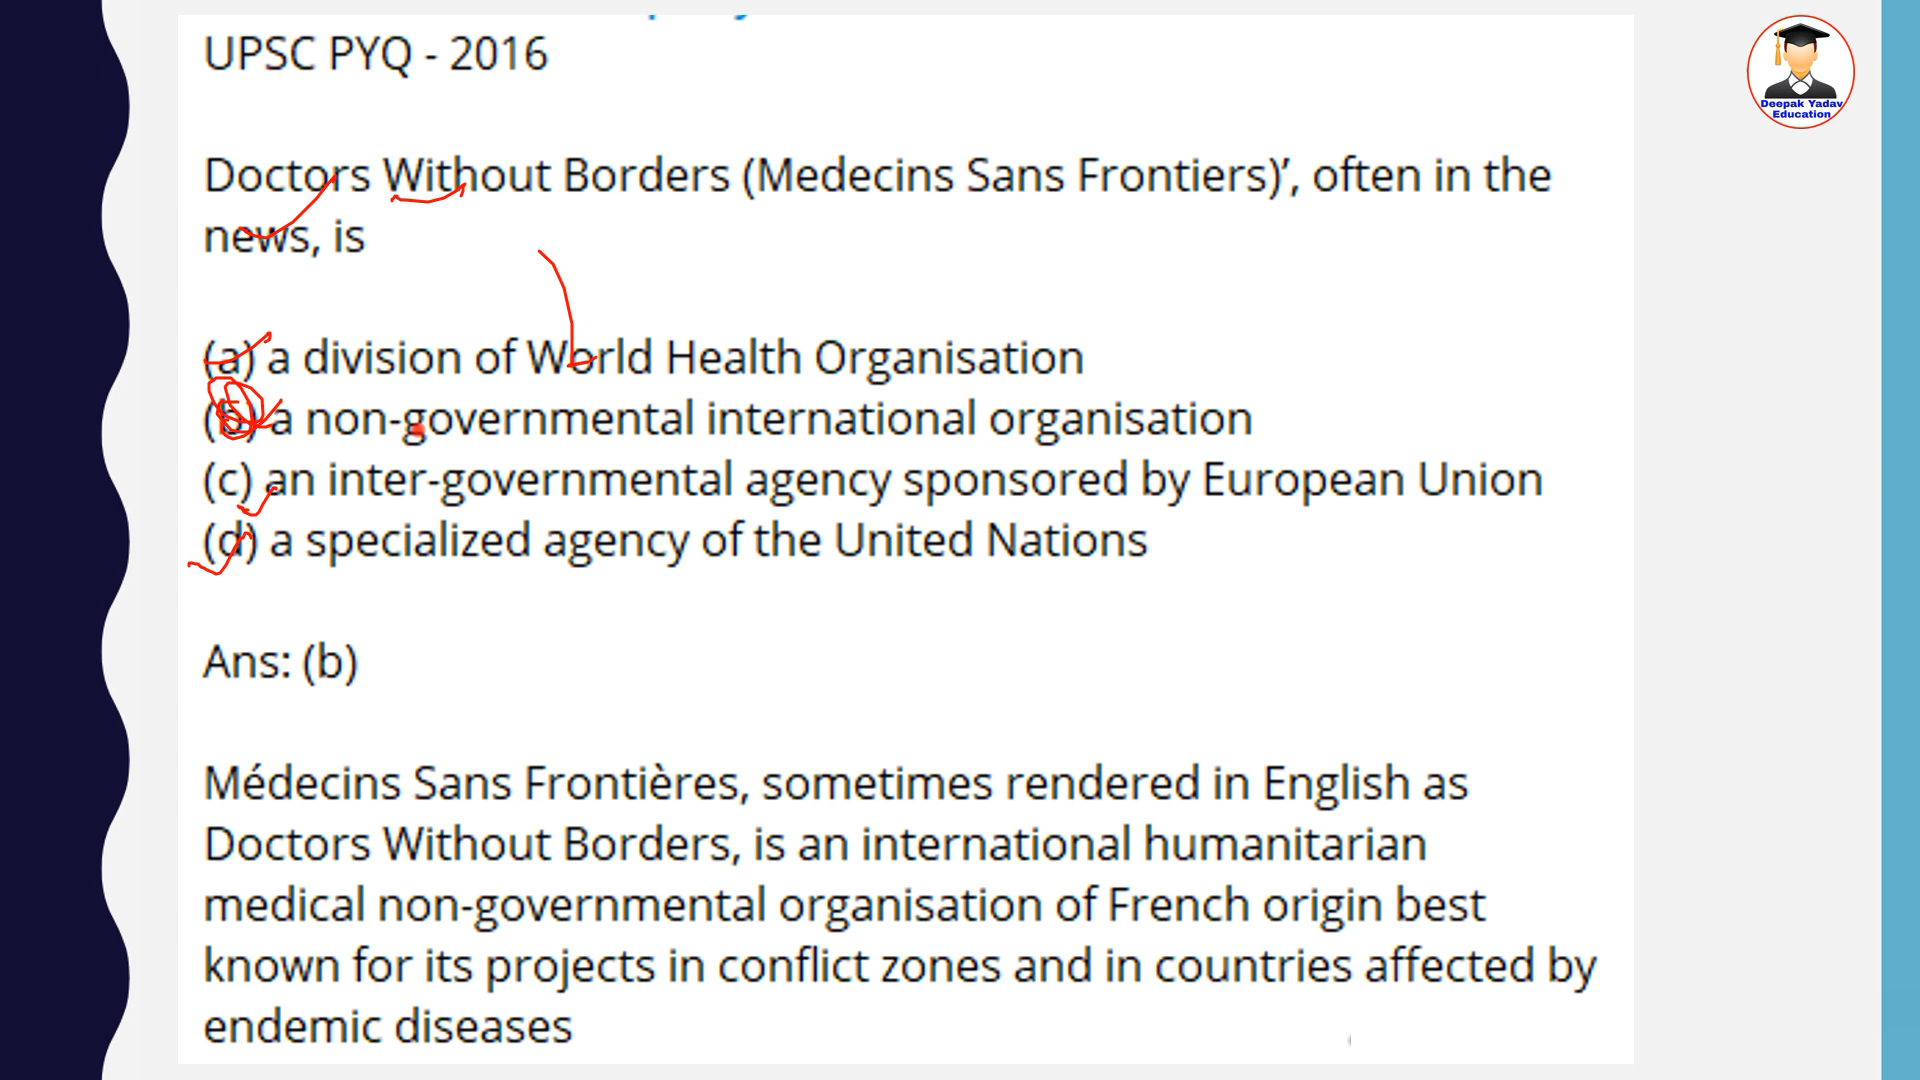 UPSC PYQ - 2016
Doctors Without Borders (Medecins Sans Frontiers)’, often in the
news, is
(a) a division of World Health Organisation
(b) a non-governmental international organisation
(c) an inter-governmental agency sponsored by European Union
(d) a specialized agency of the United Nations
Ans: (b)
Médecins Sans Frontières, sometimes rendered in English as
Doctors Without Borders, is an international humanitarian
medical non-governmental organisation of French origin best
known for its projects in conflict zones and in countries affected by
endemic diseases
Deepak Yadav
Education